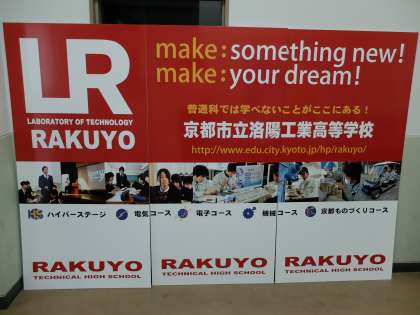 LR
LABORATORY OF TECHNOLOGY
RAKUYO
make:something new!
make:your dream!
普通科では学べないことがここにある！
京都市立洛陽工業高等学校
http://www.edu.city.kyoto.jp/hp/rakuyo/
ハイパーステージ
電気コース
電子コース
機械コース
京都ものづくりコース
RAKUYO
TECHNICAL HIGH SCHOOL
RAKUYO
TECHNICAL HIGH SCHOOL
RAKUYO
TECHNICAL HIGH SCHOOL